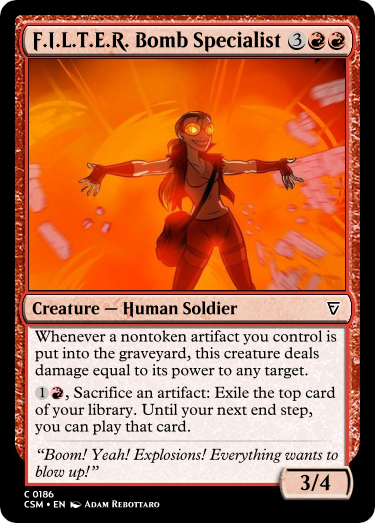 F.I.L.T.E.R. Bomb Specialist 3
Creature — Human Soldier
Whenever a nontoken artifact you control is
put into the graveyard, this creature deals
damage equal to its power to any target.
1, Sacrifice an artifact: Exile the top card
of your library. Until your next end step,
you can play that card.
“Boom! Yeah! Explosions! Everything wants to
blow up!”
3/4
C 0186
CSM • EN Adam Rebottaro